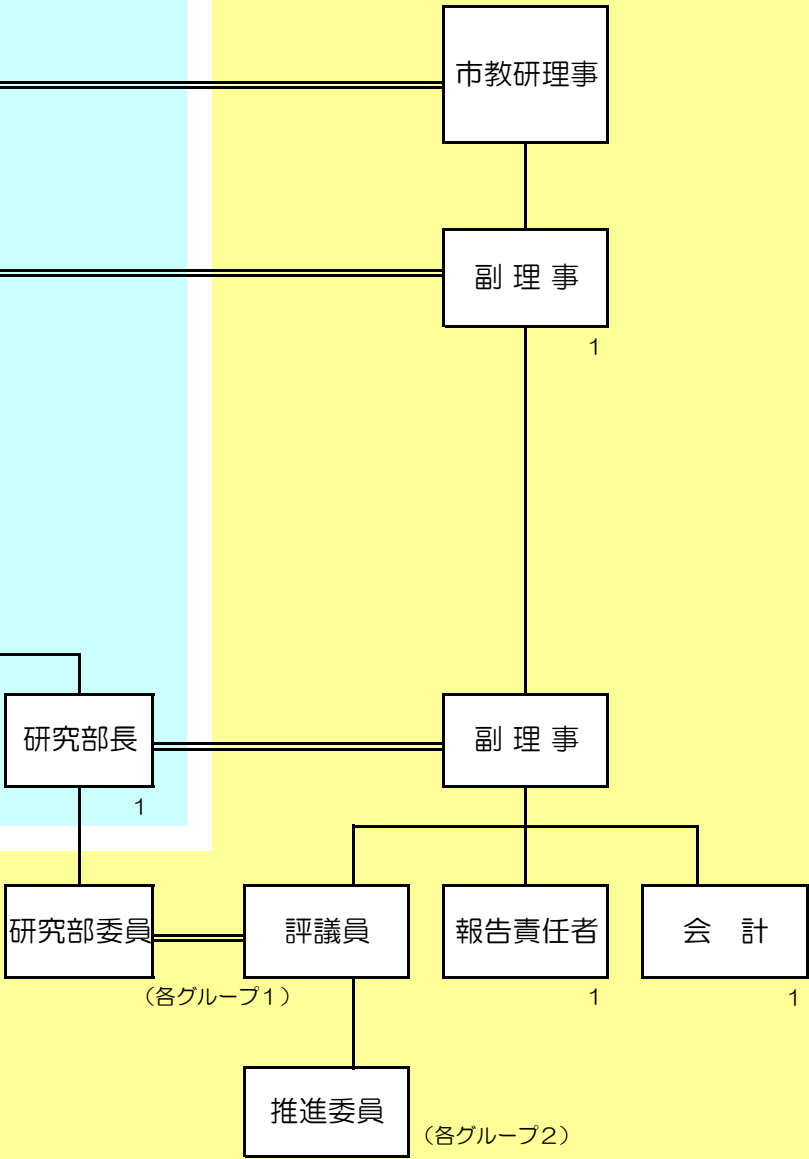 市教研理事
副 理 事
1
研究部長
副 理 事
1
研究部委員
評議員
報告責任者
会　計
（各グループ1）
1
1
推進委員
（各グループ2）